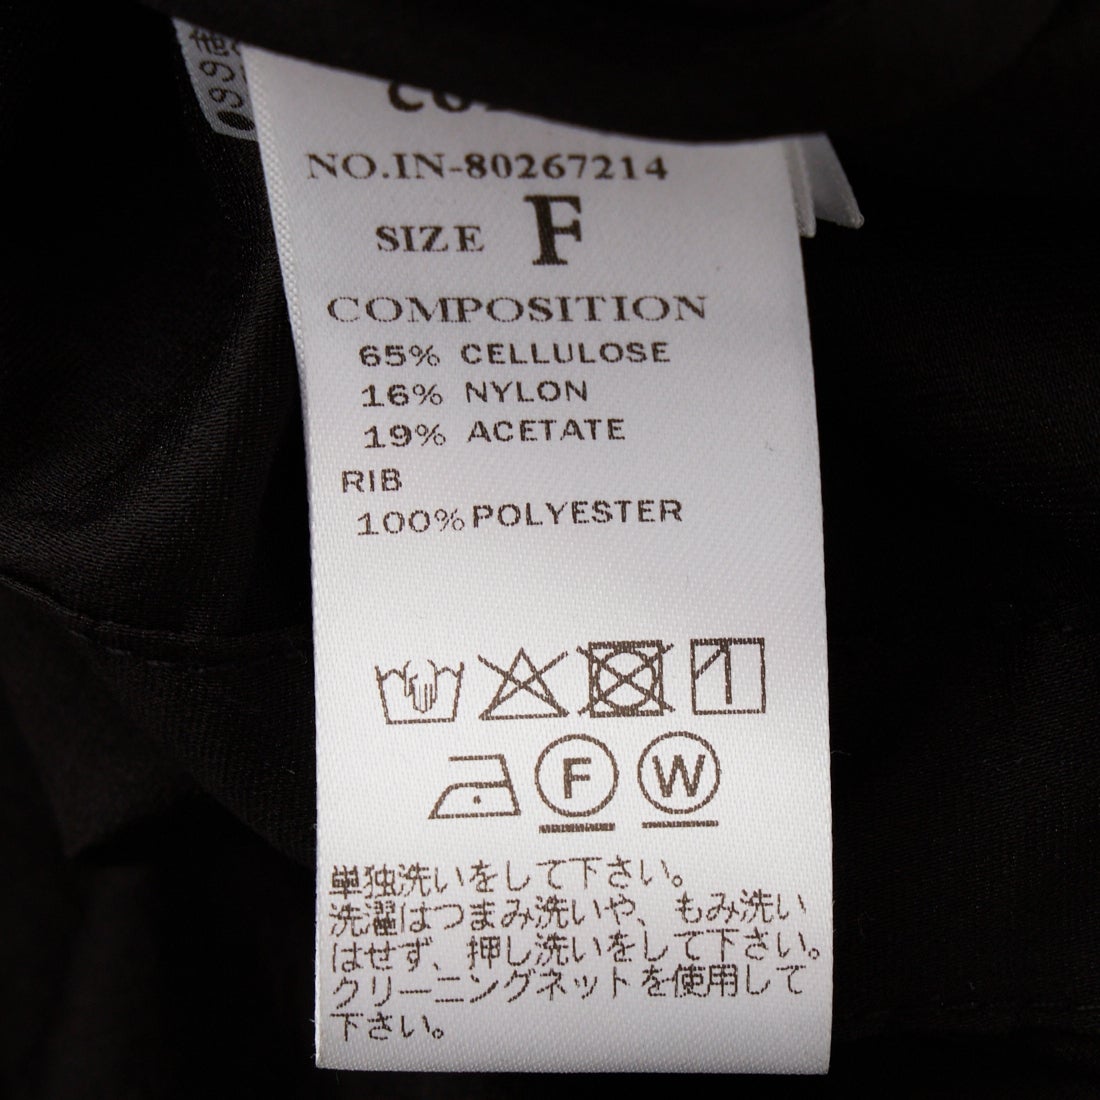 NO.IN-80267214
SIZE F
COMPOSITION
65% CELLULOSE
16% NYLON
19% ACETATE
RIB
100% POLYESTER
F W
単独洗いをして下さい。
洗濯はつまみ洗いや、もみ洗い
はせず、押し洗いをして下さい。
クリーニングネットを使用して
下さい。